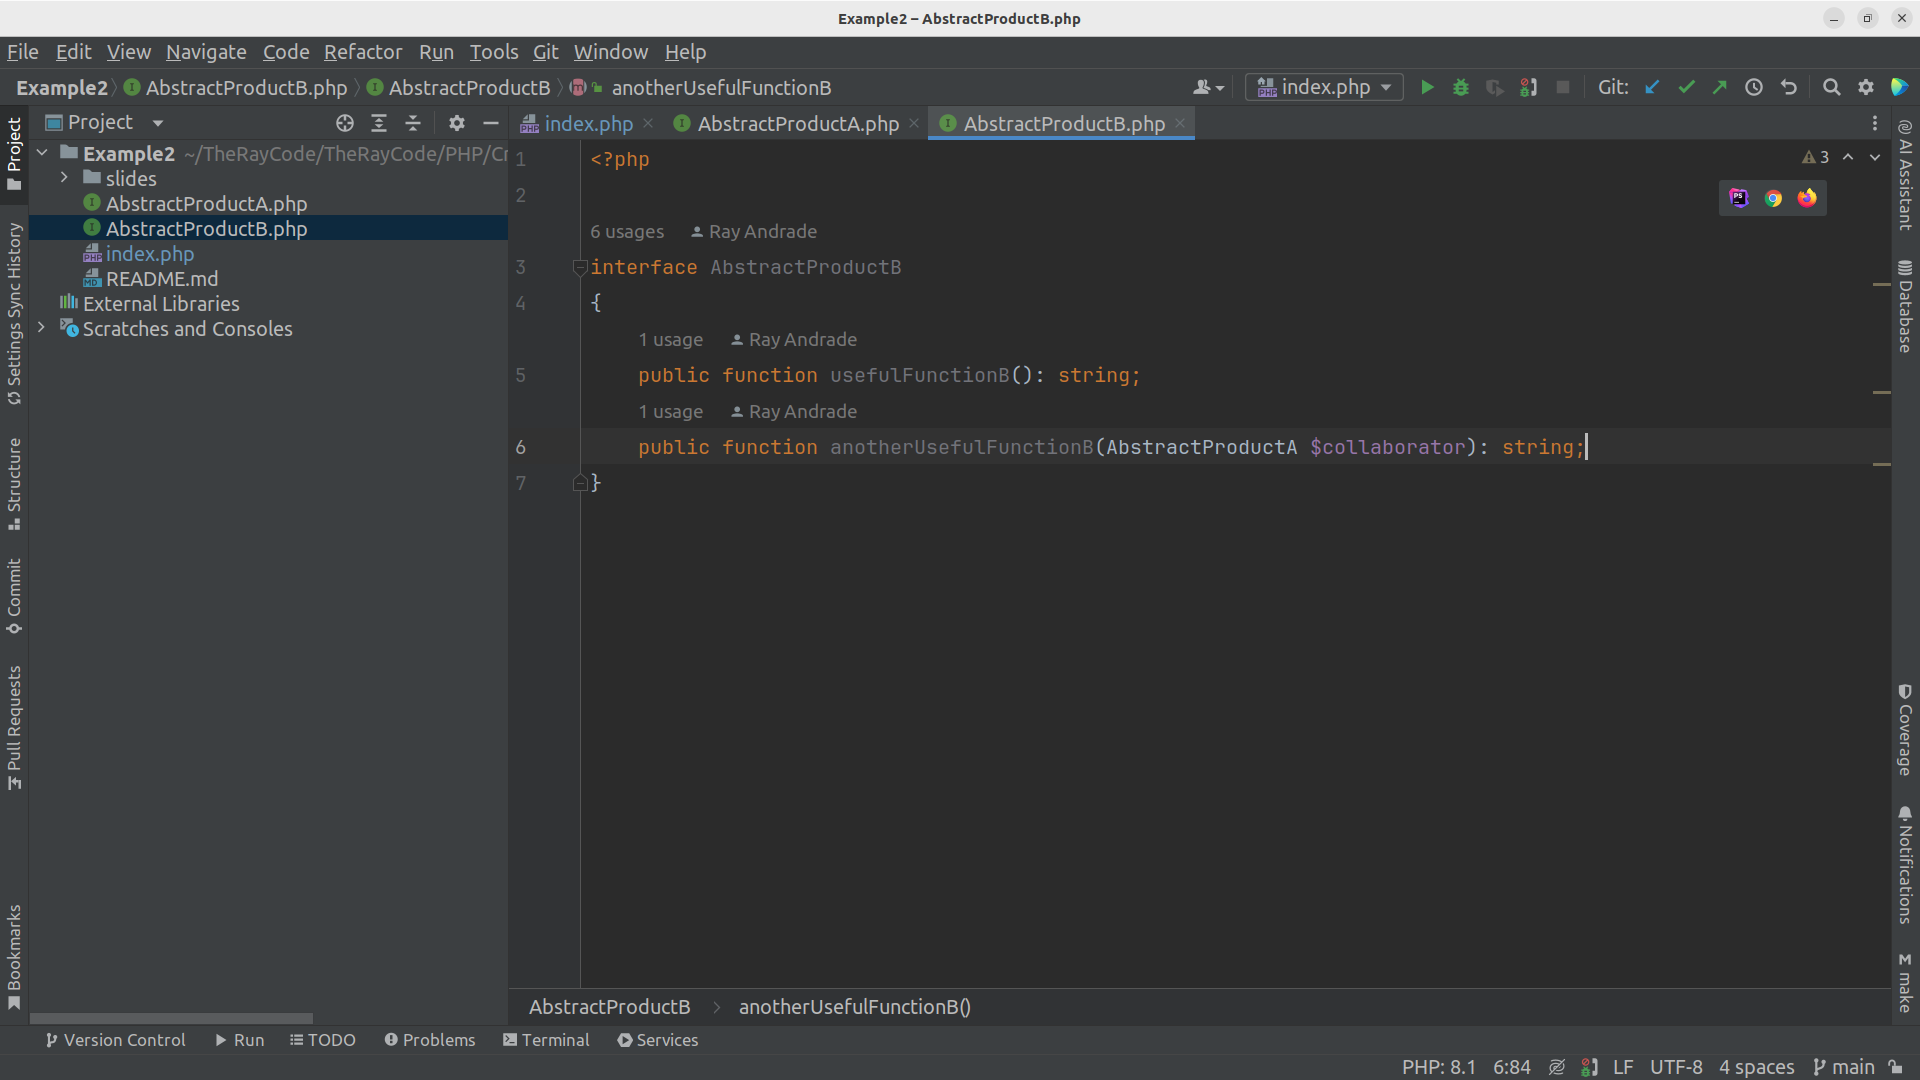 Example2 – AbstractProductB.php
File Edit View Navigate Code Refactor Run Tools Git Window Help
Example2 AbstractProductB.php AbstractProductB anotherUsefulFunctionB index.php Git:
Project
index.php AbstractProductA.php AbstractProductB.php
Example2 ~/TheRayCode/TheRayCode/PHP/Cr
slides
AbstractProductA.php
AbstractProductB.php
index.php
README.md
External Libraries
Scratches and Consoles
Project
Settings Sync History
Structure
Commit
Pull Requests
Bookmarks
1 <?php
2
6 usages Ray Andrade
3 interface AbstractProductB
4 {
1 usage Ray Andrade
5 public function usefulFunctionB(): string;
1 usage Ray Andrade
6 public function anotherUsefulFunctionB(AbstractProductA $collaborator): string;
7 }
3
AI Assistant
Database
Coverage
Notifications
M make
AbstractProductB anotherUsefulFunctionB()
Version Control Run TODO Problems Terminal Services
PHP: 8.1 6:84 LF UTF-8 4 spaces main